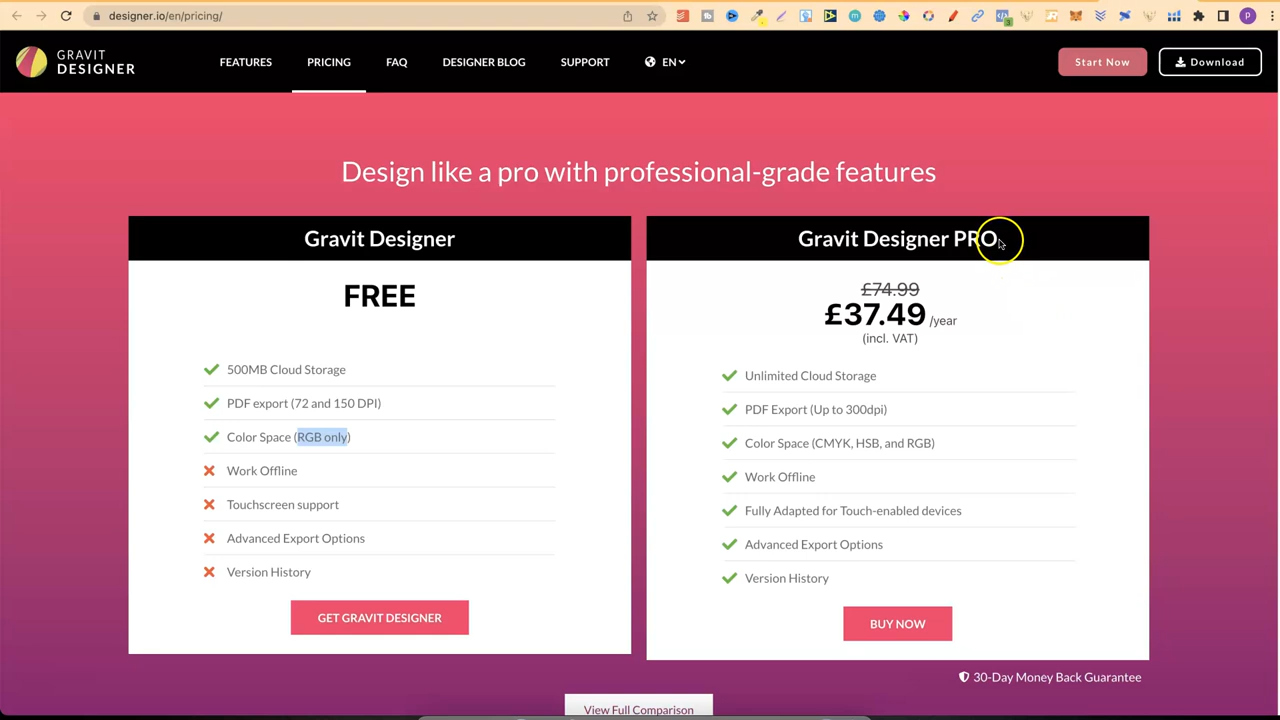 designer.io/en/pricing/
GRAVIT
DESIGNER
FEATURES
PRICING
FAQ
DESIGNER BLOG
SUPPORT
EN
Start Now
Download
Design like a pro with professional-grade features
Gravit Designer
FREE
500MB Cloud Storage
PDF export (72 and 150 DPI)
Color Space (RGB only)
Work Offline
Touchscreen support
Advanced Export Options
Version History
GET GRAVIT DESIGNER
Gravit Designer PRO
£74.99
£37.49 /year
(incl. VAT)
Unlimited Cloud Storage
PDF Export (Up to 300dpi)
Color Space (CMYK, HSB, and RGB)
Work Offline
Fully Adapted for Touch-enabled devices
Advanced Export Options
Version History
BUY NOW
30-Day Money Back Guarantee
View Full Comparison